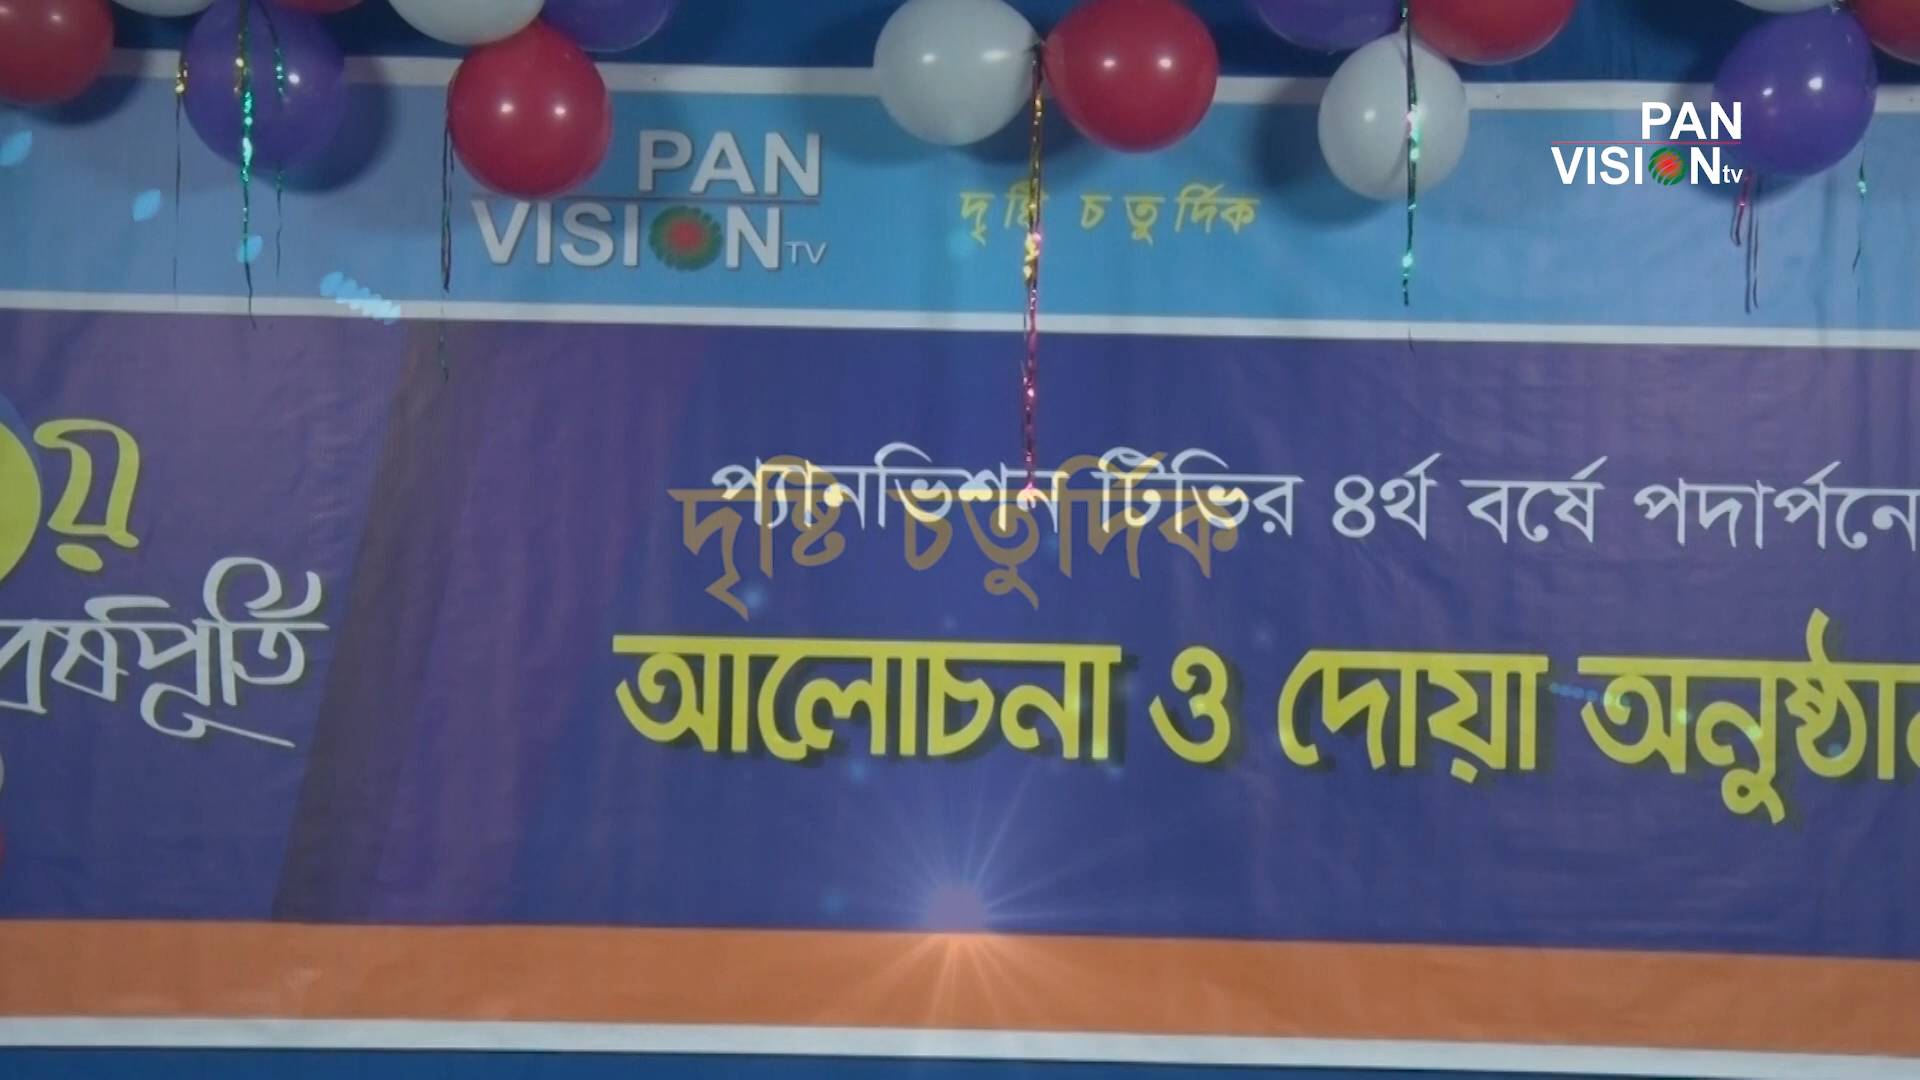 PAN
VISION TV
দৃষ্টি চতুর্দিক
PAN
VISION tv
য়
বর্ষপূর্তি
প্যানভিশন টিভির ৪র্থ বর্ষে পদার্পনে
দৃষ্টি চতুর্দিক
আলোচনা ও দোয়া অনুষ্ঠান